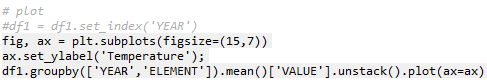 # plot
#df1 = df1.set_index('YEAR')
fig, ax = plt.subplots(figsize=(15,7))
ax.set_ylabel('Temperature');
df1.groupby(['YEAR','ELEMENT']).mean()['VALUE'].unstack().plot(ax=ax)